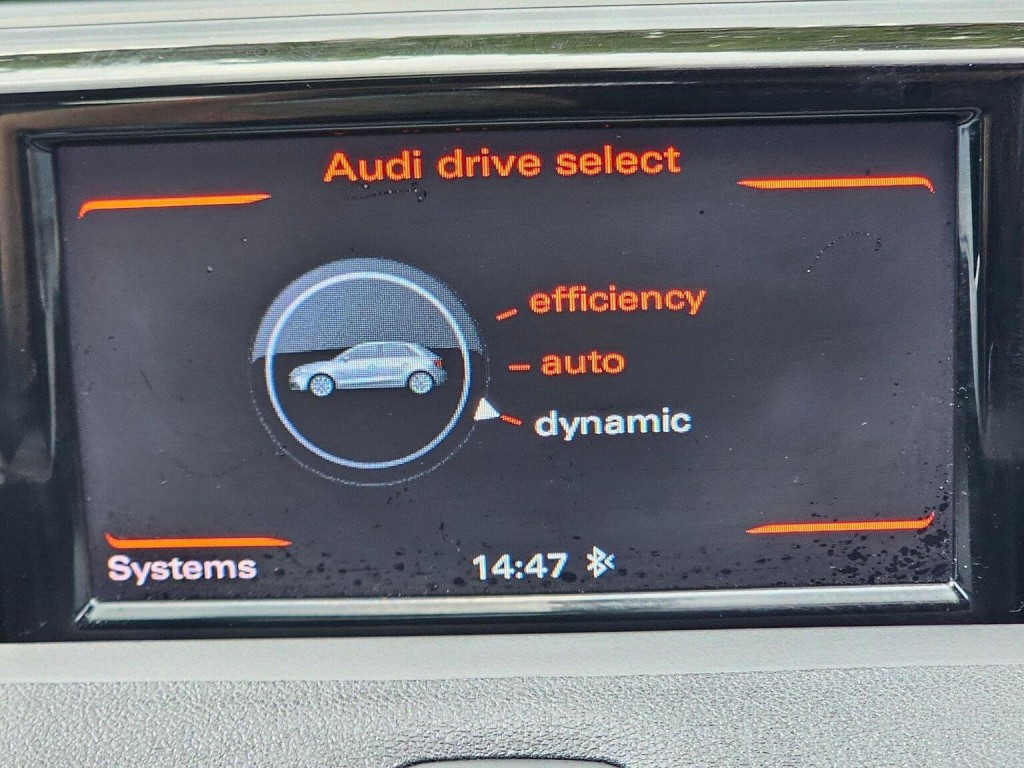 Audi drive select
efficiency
auto
dynamic
Systems
14:47